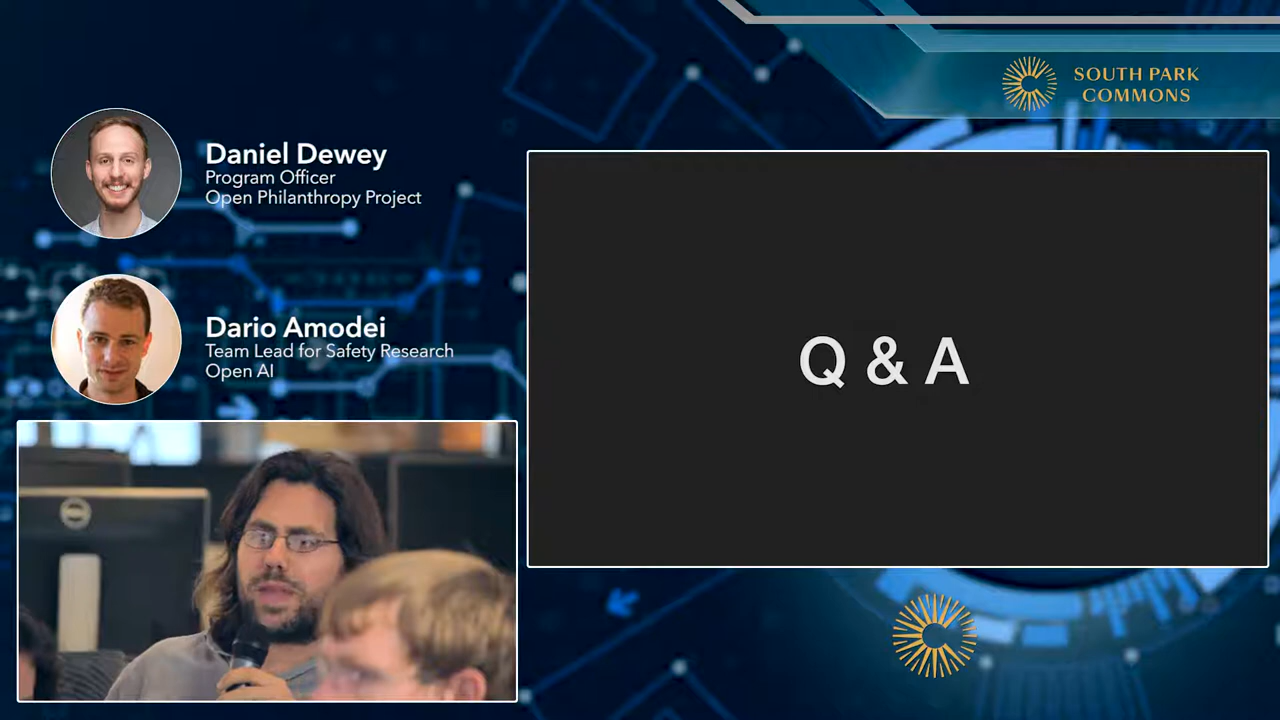 SOUTH PARK
COMMONS
Daniel Dewey
Program Officer
Open Philanthropy Project
Dario Amodei
Team Lead for Safety Research
Open AI
Q & A